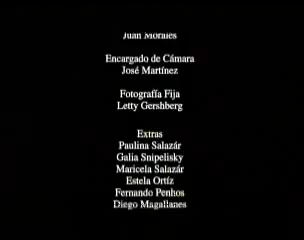 Juan Morales
Encargado de Cámara
José Martínez
Fotografía Fija
Letty Gershberg
Extras
Paulina Salazár
Galia Snipelisky
Maricela Salazár
Estela Ortíz
Fernando Penhos
Diego Magallanes